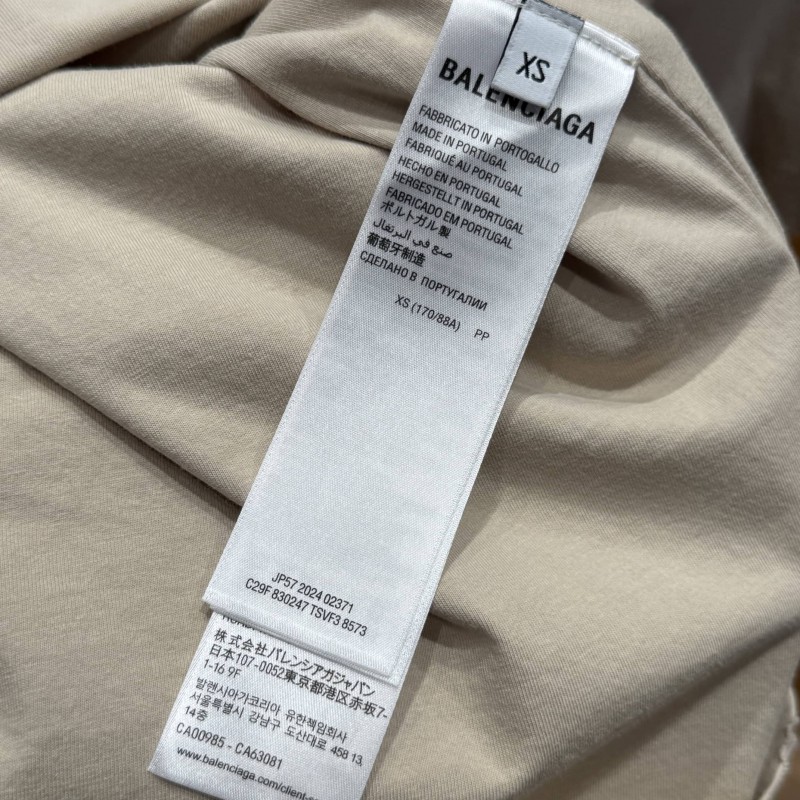 XS
BALENCIAGA
FABBRICATO IN PORTOGALLO
MADE IN PORTUGAL
FABRIQUÉ AU PORTUGAL
HECHO EN PORTUGAL
HERGESTELLT IN PORTUGAL
FABRICADO EM PORTUGAL
ポルトガル製
صنع في البرتغال
葡萄牙制造
СДЕЛАНО В ПОРТУГАЛИИ
XS (170/88A) PP
JP57 2024 02371
C29F 830247 TSVF3 8573
株式会社バレンシアガジャパン
日本107-0052東京都港区赤坂7-
1-16 9F
발렌시아가코리아 유한책임회사
서울특별시 강남구 도산대로 458 13,
14층
CA00985 - CA63081
www.balenciaga.com/client-